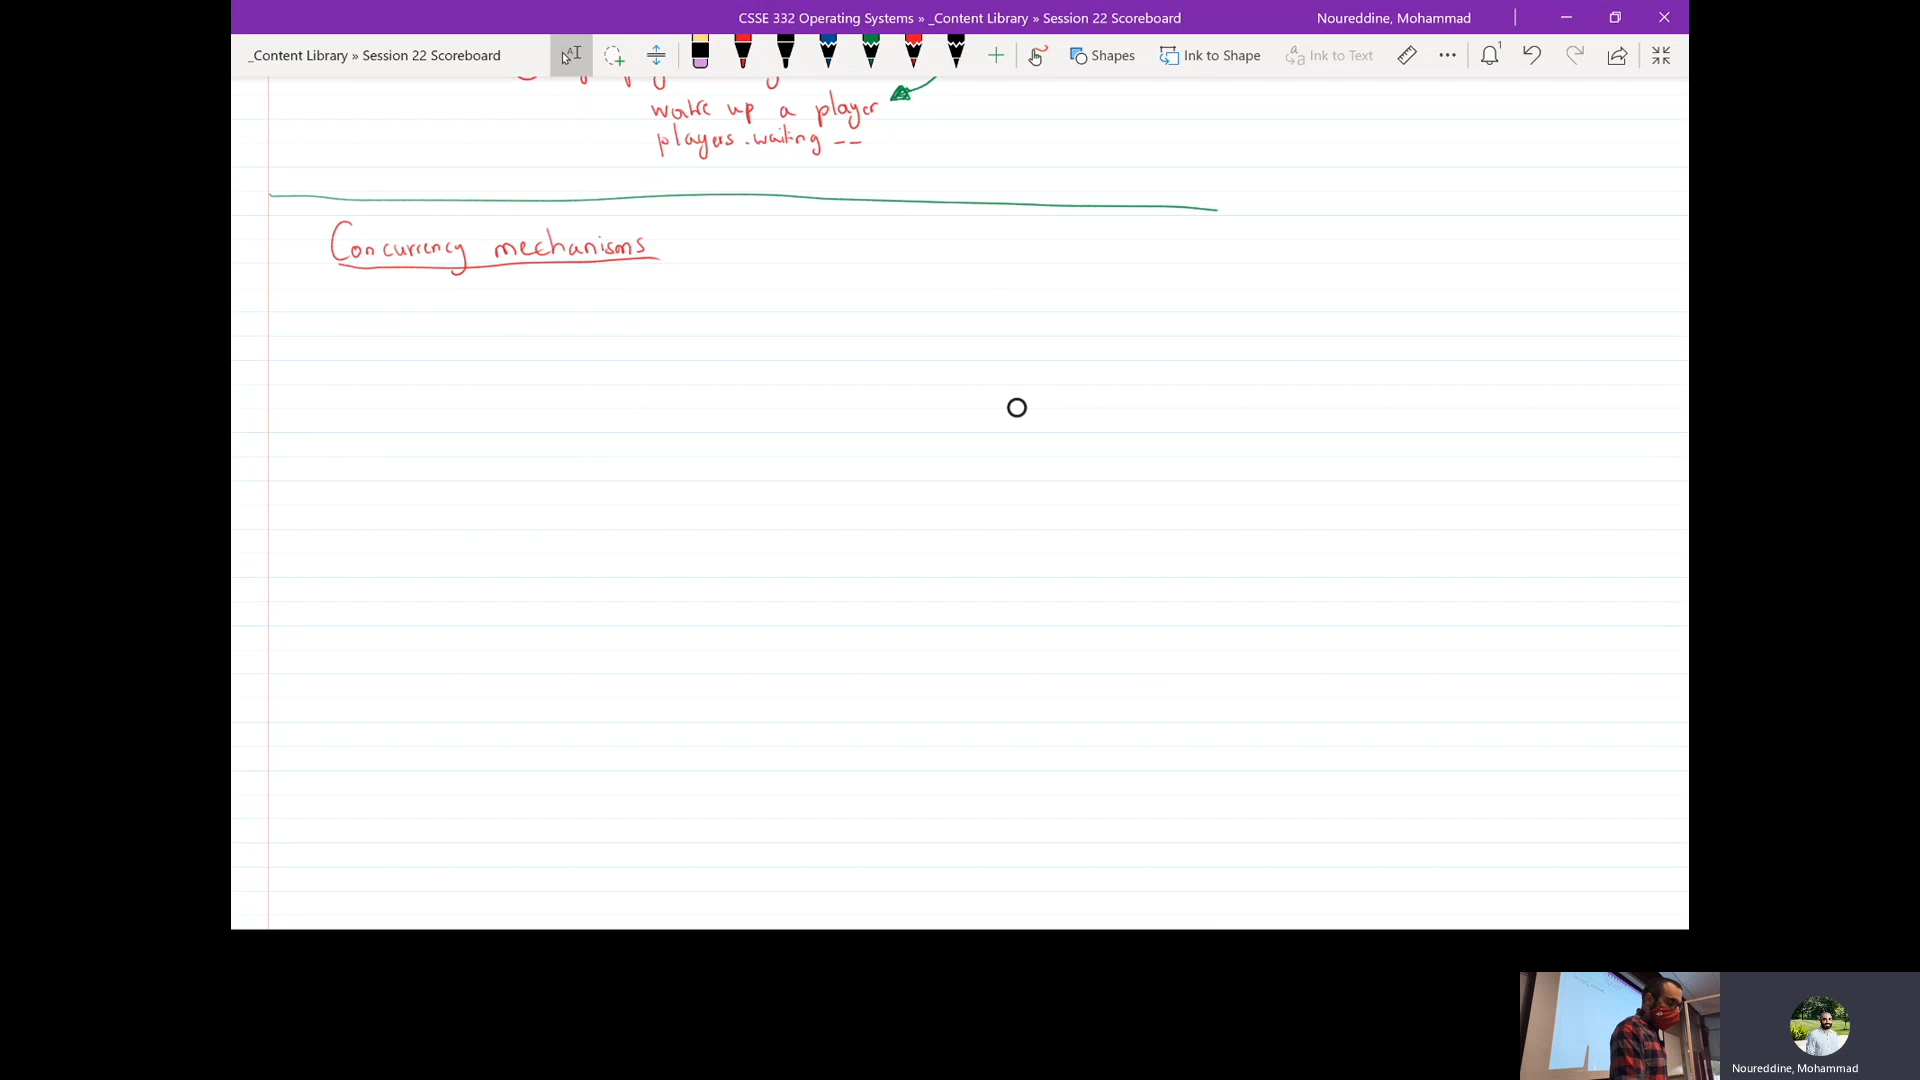 CSSE 332 Operating Systems » _Content Library » Session 22 Scoreboard
Noureddine, Mohammad
_Content Library » Session 22 Scoreboard
Shapes
Ink to Shape
Ink to Text
1
wake up a player
players.waiting --
Concurrency mechanisms
Noureddine, Mohammad